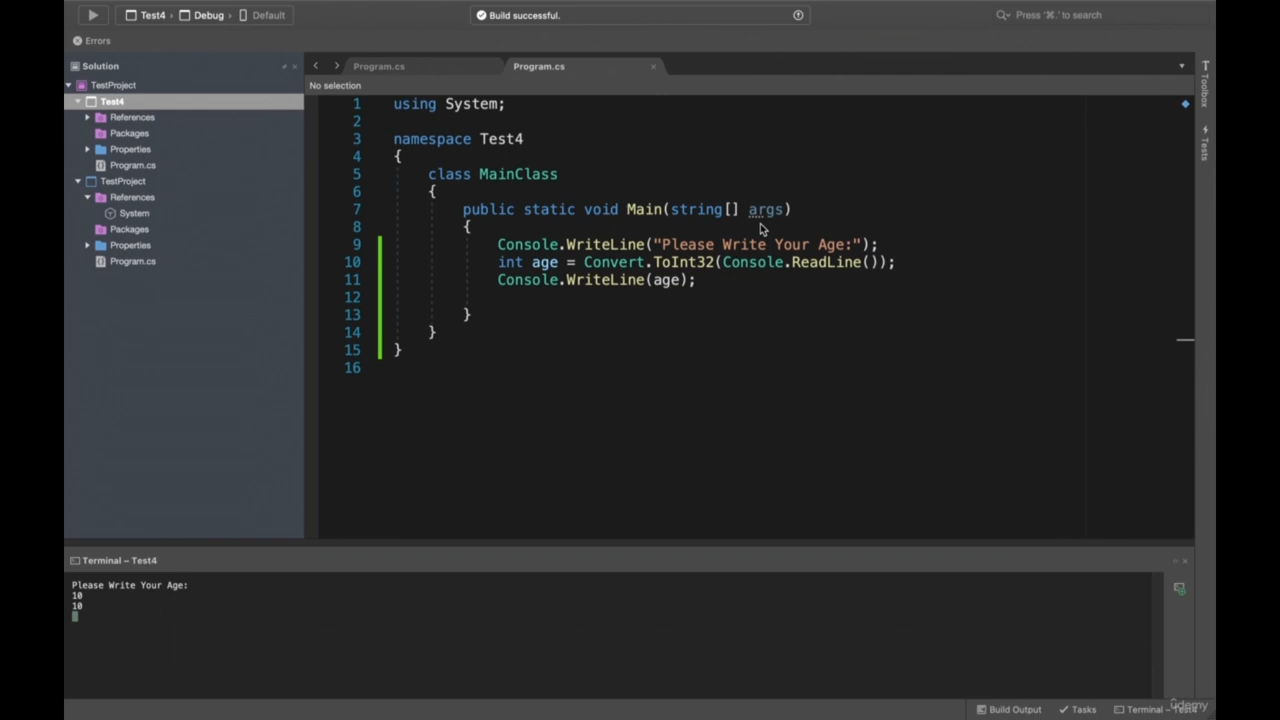 Test4 › Debug › Default
Build successful.
Press '⌘.' to search
Errors
Solution
TestProject
Test4
References
Packages
Properties
Program.cs
TestProject
References
System
Packages
Properties
Program.cs
Program.cs
Program.cs
No selection
1 using System;
2
3 namespace Test4
4 {
5 class MainClass
6 {
7 public static void Main(string[] args)
8 {
9 Console.WriteLine("Please Write Your Age:");
10 int age = Convert.ToInt32(Console.ReadLine());
11 Console.WriteLine(age);
12
13 }
14 }
15 }
16
Toolbox
Tests
Terminal – Test4
Please Write Your Age:
10
10
Build Output
Tasks
Terminal – Test4
udemy